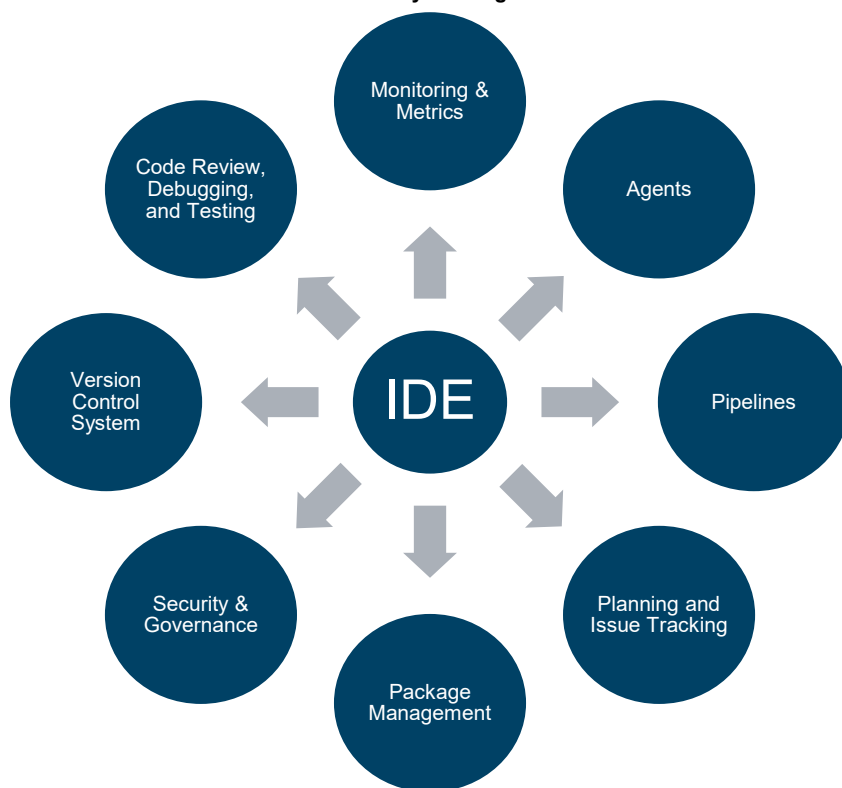 Monitoring &
Metrics
Agents
Code Review,
Debugging,
and Testing
IDE
Version
Control
System
Pipelines
Security &
Governance
Planning and
Issue Tracking
Package
Management